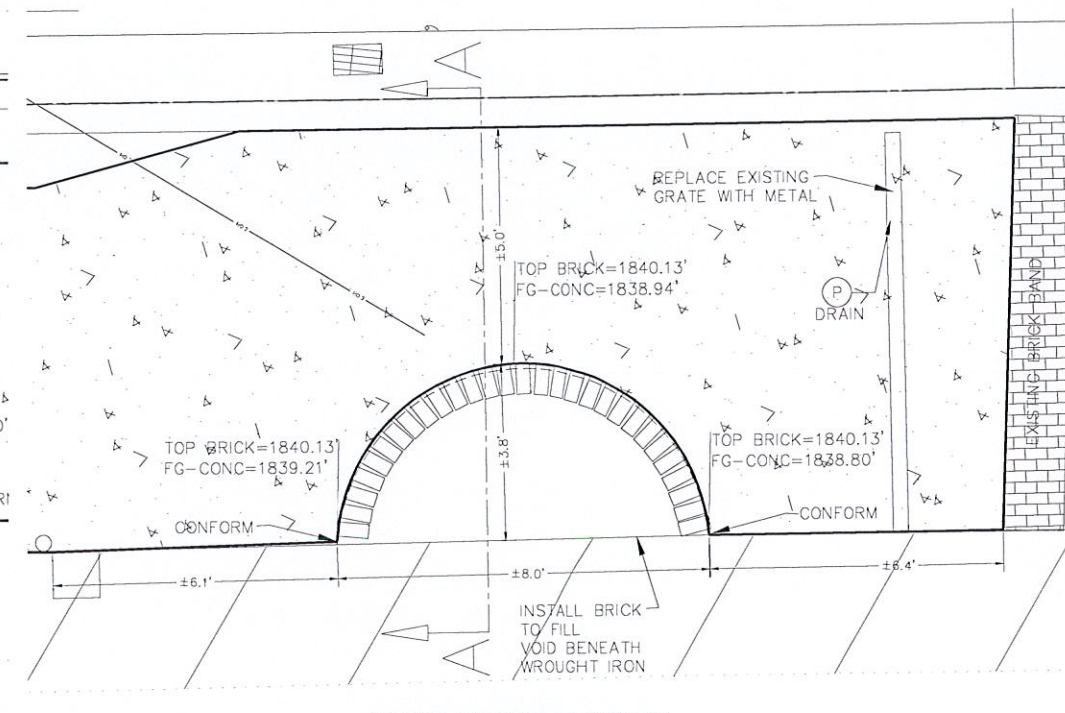 A
REPLACE EXISTING
GRATE WITH METAL
±5.0'
TOP BRICK=1840.13'
FG-CONC=1838.94'
P
DRAIN
EXISTING BRICK BAND
TOP BRICK=1840.13'
FG-CONC=1839.21'
±3.8'
TOP BRICK=1840.13'
FG-CONC=1838.80'
CONFORM
CONFORM
±6.1'
±8.0'
±6.4'
INSTALL BRICK
TO FILL
VOID BENEATH
WROUGHT IRON
A